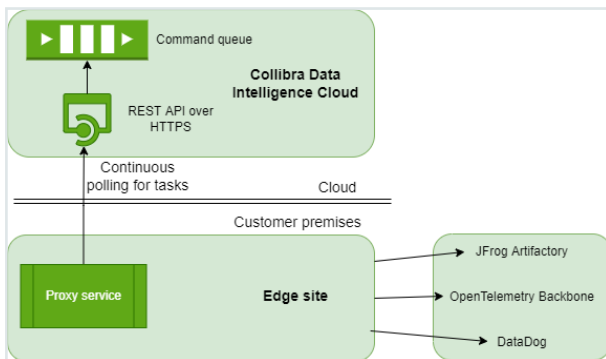 Command queue
Collibra Data
Intelligence Cloud
REST API over
HTTPS
Continuous
polling for tasks
Cloud
Customer premises
Proxy service
Edge site
JFrog Artifactory
OpenTelemetry Backbone
DataDog